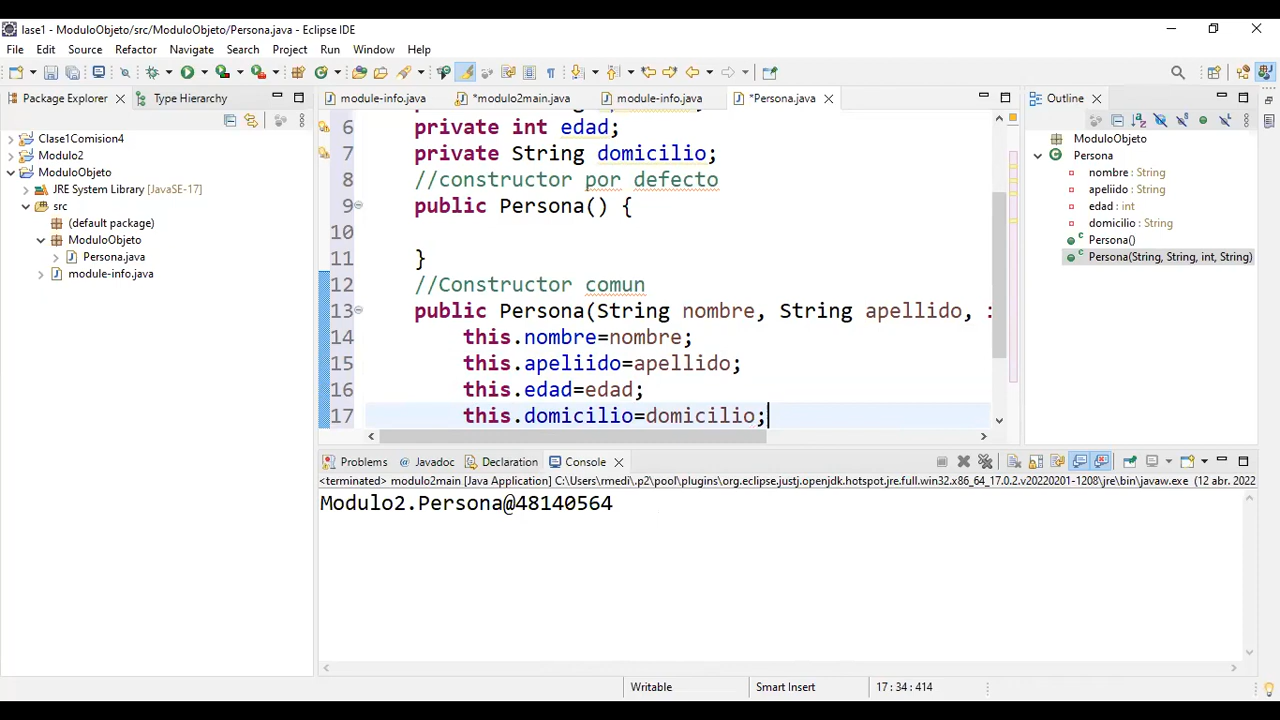 lase1 - ModuloObjeto/src/ModuloObjeto/Persona.java - Eclipse IDE
File Edit Source Refactor Navigate Search Project Run Window Help
Package Explorer Type Hierarchy
module-info.java *modulo2main.java module-info.java *Persona.java
Outline
Clase1Comision4
Modulo2
ModuloObjeto
JRE System Library [JavaSE-17]
src
(default package)
ModuloObjeto
Persona.java
module-info.java
6 private int edad;
7 private String domicilio;
8 //constructor por defecto
9 public Persona() {
10
11 }
12 //Constructor comun
13 public Persona(String nombre, String apellido, :
14 this.nombre=nombre;
15 this.apeliido=apellido;
16 this.edad=edad;
17 this.domicilio=domicilio;
ModuloObjeto
Persona
nombre : String
apeliido : String
edad : int
domicilio : String
Persona()
Persona(String, String, int, String)
Problems Javadoc Declaration Console
<terminated> modulo2main [Java Application] C:\Users\rmedi\.p2\pool\plugins\org.eclipse.justj.openjdk.hotspot.jre.full.win32.x86_64_17.0.2.v20220201-1208\jre\bin\javaw.exe (12 abr. 2022
Modulo2.Persona@48140564
Writable Smart Insert 17 : 34 : 414